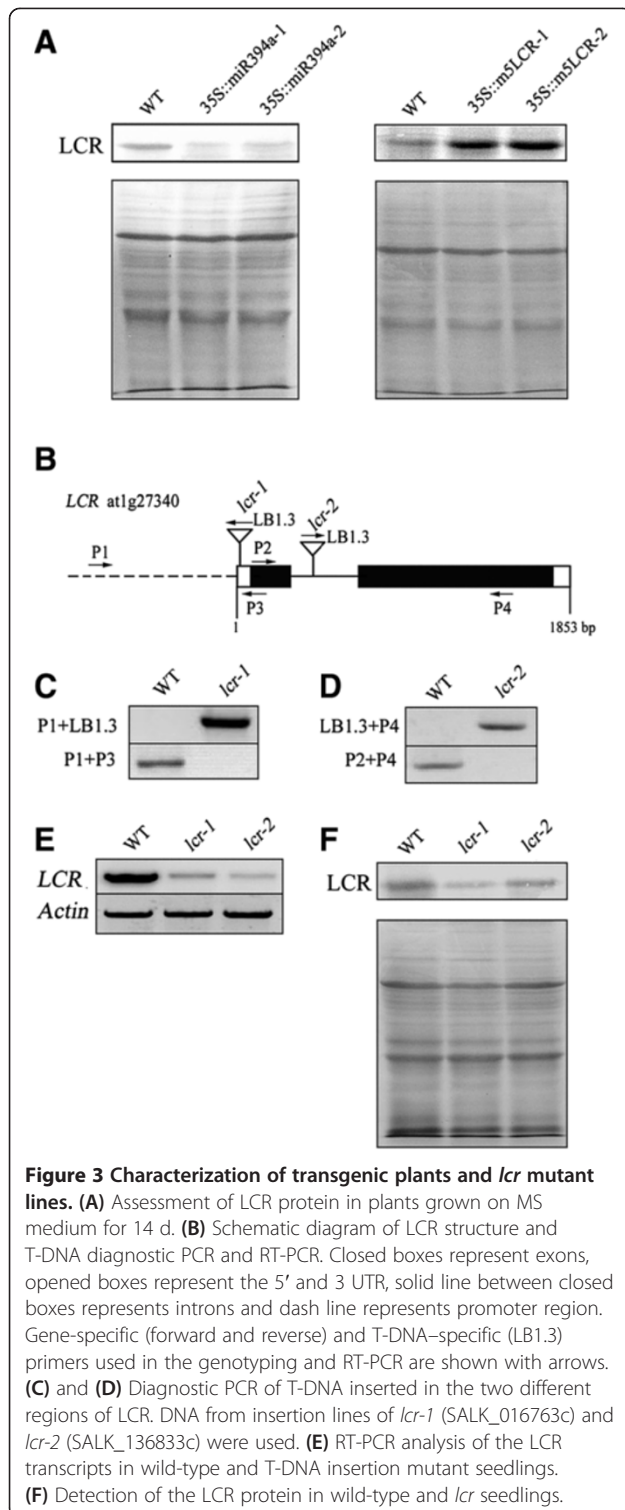 A
WT 35S::miR394a-1 35S::miR394a-2
WT 35S::m5LCR-1 35S::m5LCR-2
LCR
B
LCR at1g27340
lcr-1
LB1.3
lcr-2
LB1.3
P1
P2
P3
P4
1
1853 bp
C
WT lcr-1
P1+LB1.3
P1+P3
D
WT lcr-2
LB1.3+P4
P2+P4
E
WT lcr-1 lcr-2
LCR
Actin
F
WT lcr-1 lcr-2
LCR
Figure 3 Characterization of transgenic plants and lcr mutant
lines. (A) Assessment of LCR protein in plants grown on MS
medium for 14 d. (B) Schematic diagram of LCR structure and
T-DNA diagnostic PCR and RT-PCR. Closed boxes represent exons,
opened boxes represent the 5′ and 3 UTR, solid line between closed
boxes represents introns and dash line represents promoter region.
Gene-specific (forward and reverse) and T-DNA–specific (LB1.3)
primers used in the genotyping and RT-PCR are shown with arrows.
(C) and (D) Diagnostic PCR of T-DNA inserted in the two different
regions of LCR. DNA from insertion lines of lcr-1 (SALK_016763c) and
lcr-2 (SALK_136833c) were used. (E) RT-PCR analysis of the LCR
transcripts in wild-type and T-DNA insertion mutant seedlings.
(F) Detection of the LCR protein in wild-type and lcr seedlings.